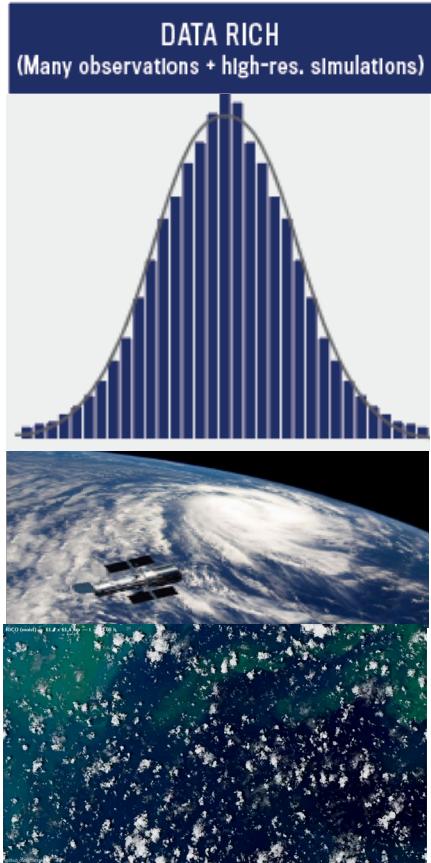 DATA RICH
(Many observations + high-res. simulations)